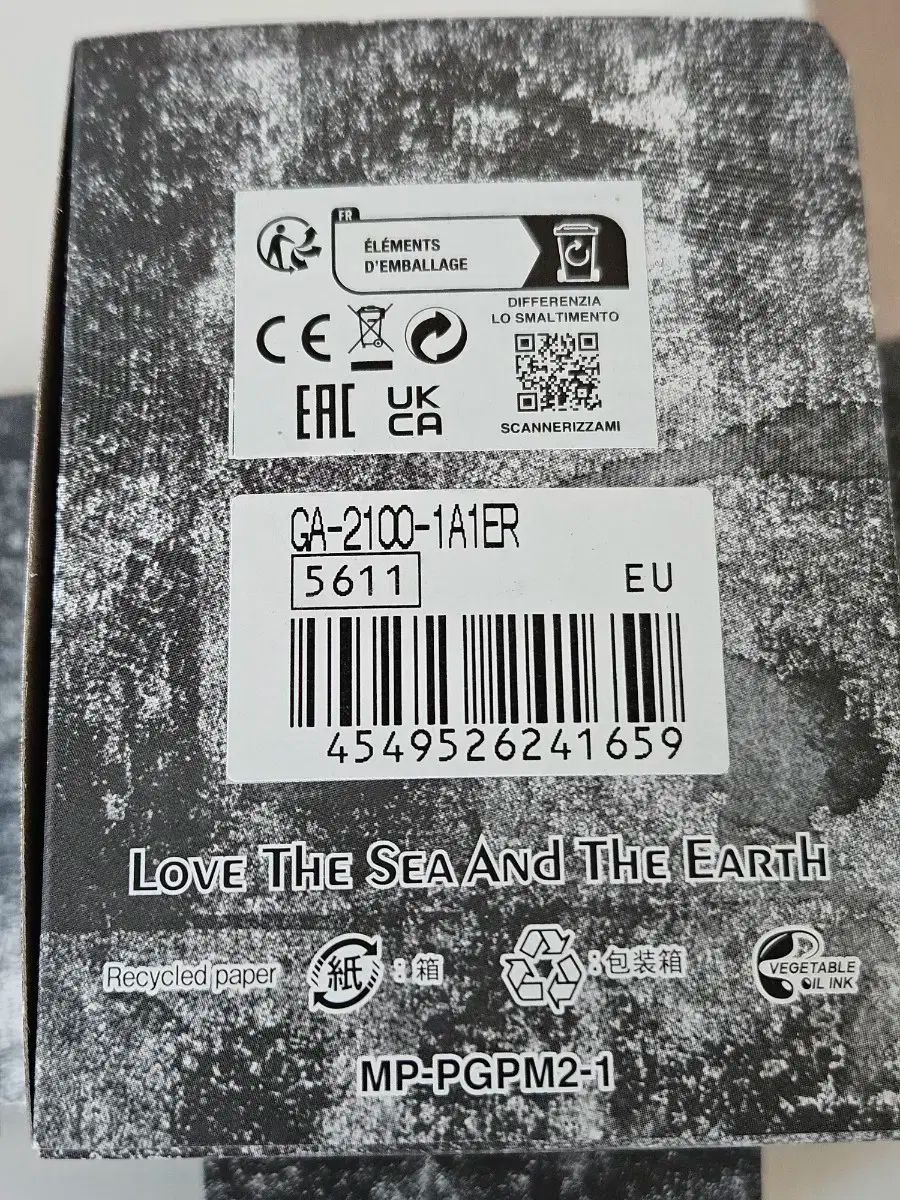 FR
ÉLÉMENTS
D'EMBALLAGE
DIFFERENZIA
LO SMALTIMENTO
CE
EAC
UK
CA
SCANNERIZZAMI
GA-2100-1A1ER
5611
EU
4549526241659
LOVE THE SEA AND THE EARTH
Recycled paper 紙:箱 :包装箱 VEGETABLE
OIL INK
MP-PGPM2-1